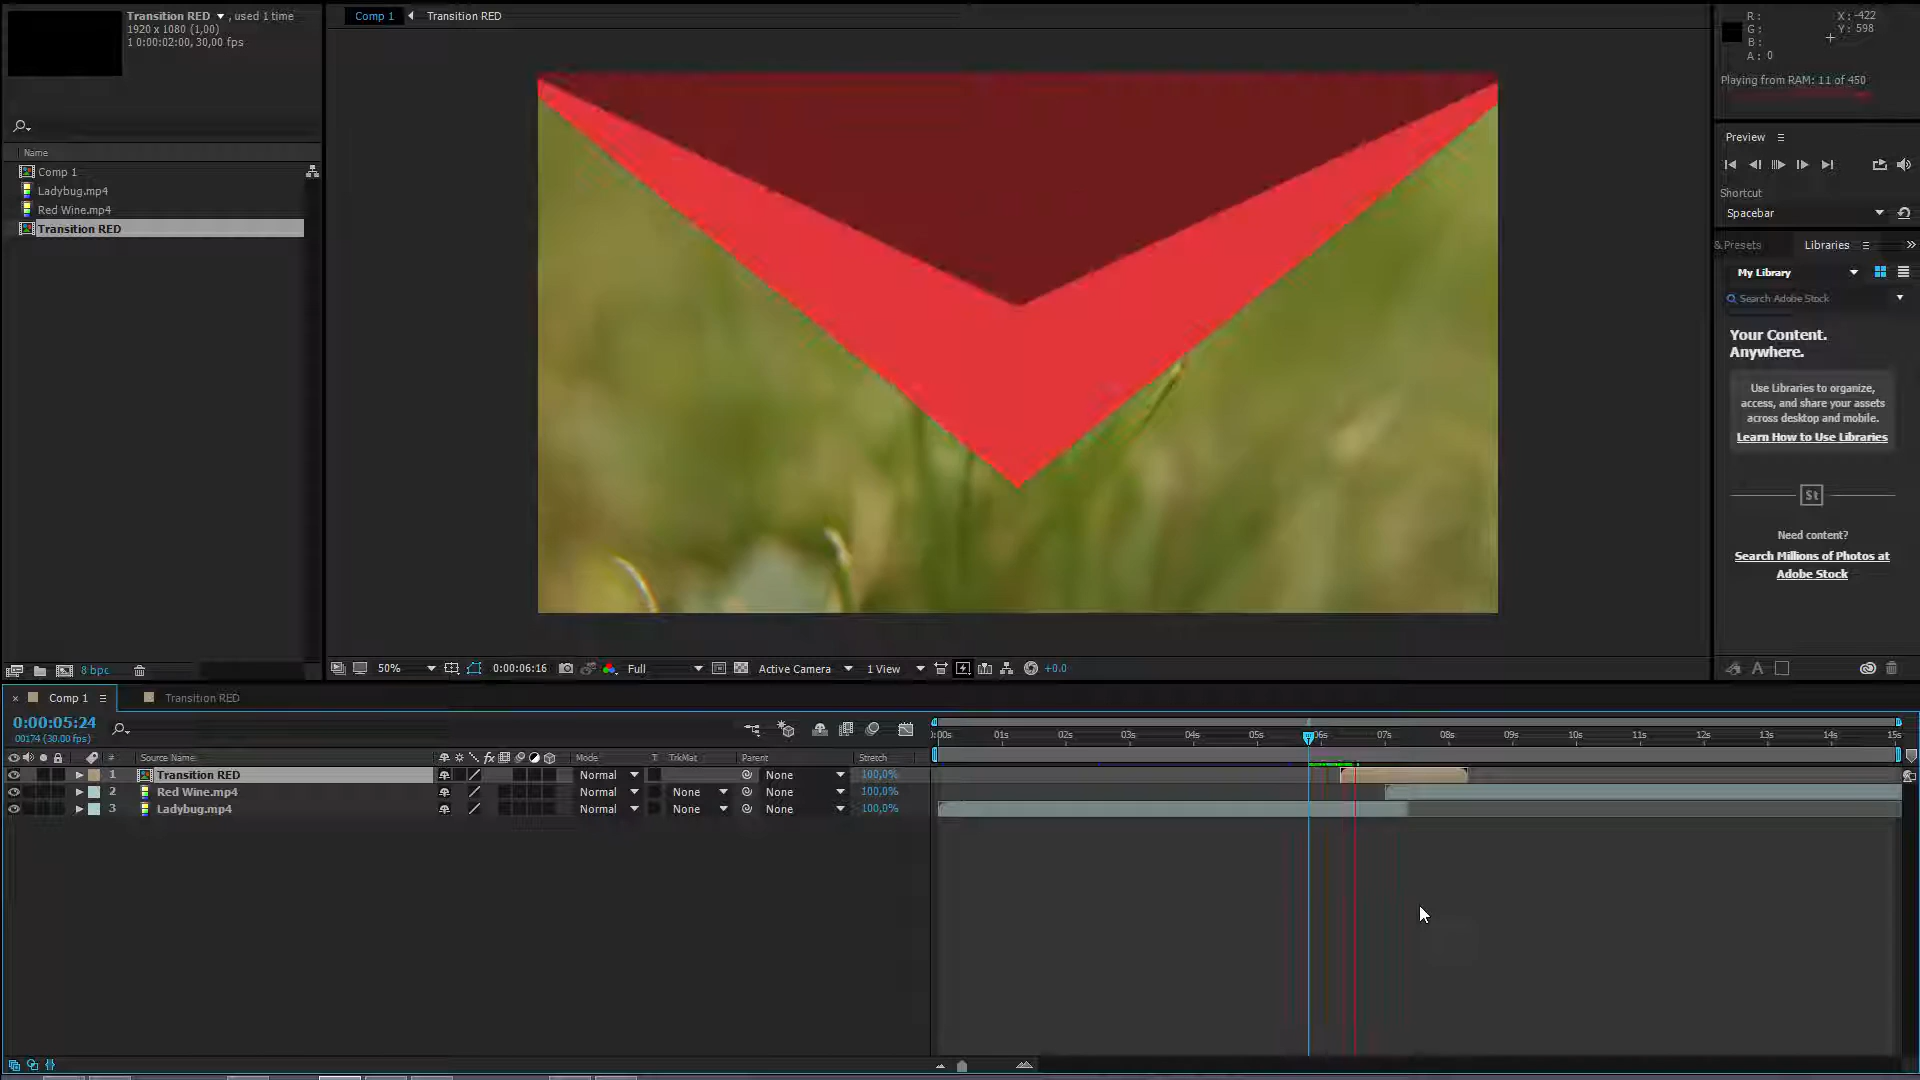 Transition RED ▼ , used 1 time
1920 x 1080 (1,00)
1 0:00:02:00, 30,00 fps
Name
Comp 1
Ladybug.mp4
Red Wine.mp4
Transition RED
8 bpc
Comp 1 Transition RED
50% 0:00:06:16 Full Active Camera 1 View +0.0
R : X : -422
G : Y : 598
B :
A : 0
Playing from RAM: 11 of 450
Preview
Shortcut
Spacebar
& Presets Libraries
My Library
Search Adobe Stock
Your Content.
Anywhere.
Use Libraries to organize,
access, and share your assets
across desktop and mobile.
Learn How to Use Libraries
St
Need content?
Search Millions of Photos at
Adobe Stock
A
× Comp 1 Transition RED
0:00:05:24
00174 (30.00 fps)
# Source Name fx Mode T TrkMat Parent Stretch
1 Transition RED Normal None 100,0%
2 Red Wine.mp4 Normal None None 100,0%
3 Ladybug.mp4 Normal None None 100,0%
:00s 01s 02s 03s 04s 05s 06s 07s 08s 09s 10s 11s 12s 13s 14s 15s